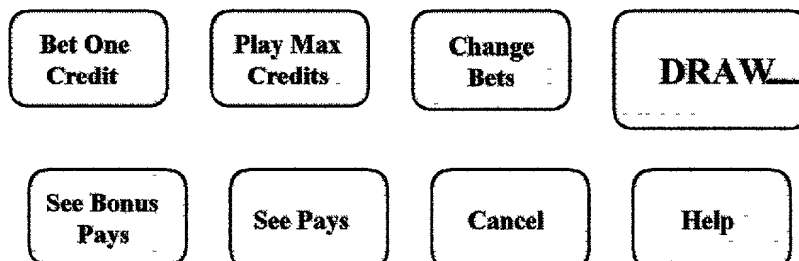 Bet One
Credit
Play Max
Credits
Change
Bets
DRAW
See Bonus
Pays
See Pays
Cancel
Help